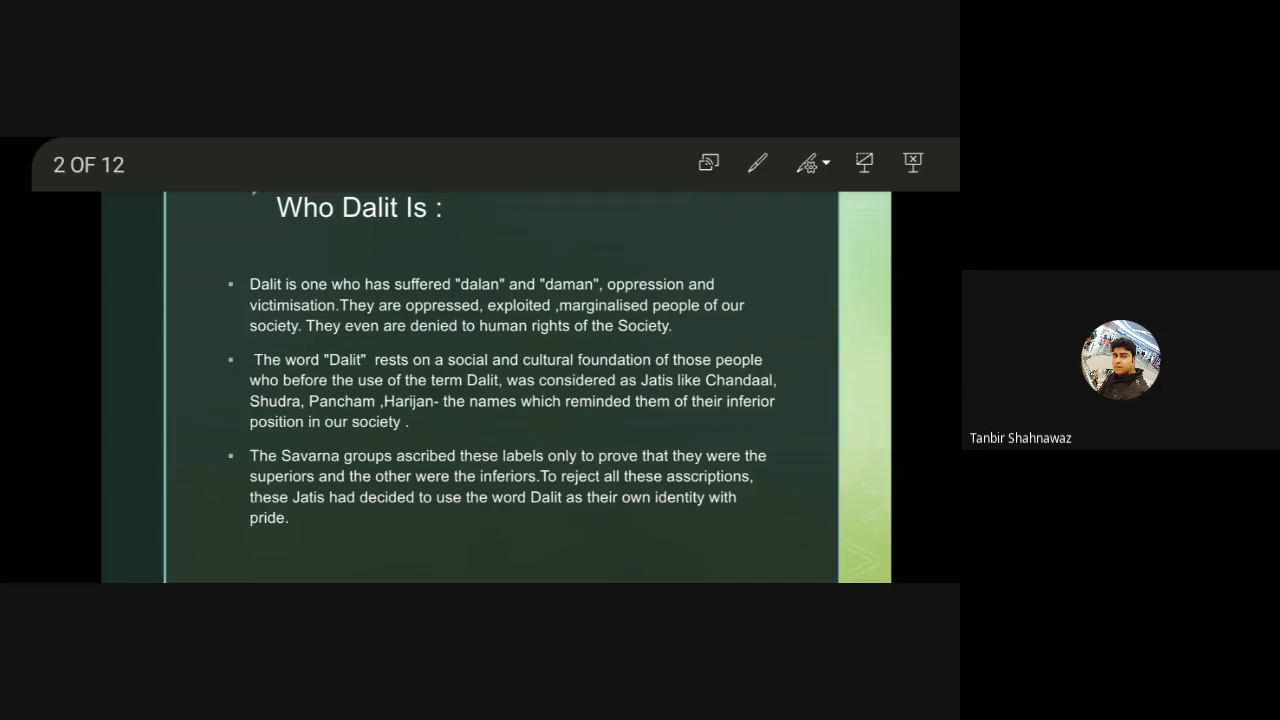 2 OF 12
Who Dalit Is :
▪ Dalit is one who has suffered "dalan" and "daman", oppression and
victimisation.They are oppressed, exploited ,marginalised people of our
society. They even are denied to human rights of the Society.
▪ The word "Dalit"  rests on a social and cultural foundation of those people
who before the use of the term Dalit, was considered as Jatis like Chandaal,
Shudra, Pancham ,Harijan- the names which reminded them of their inferior
position in our society .
▪ The Savarna groups ascribed these labels only to prove that they were the
superiors and the other were the inferiors.To reject all these asscriptions,
these Jatis had decided to use the word Dalit as their own identity with
pride.
Tanbir Shahnawaz